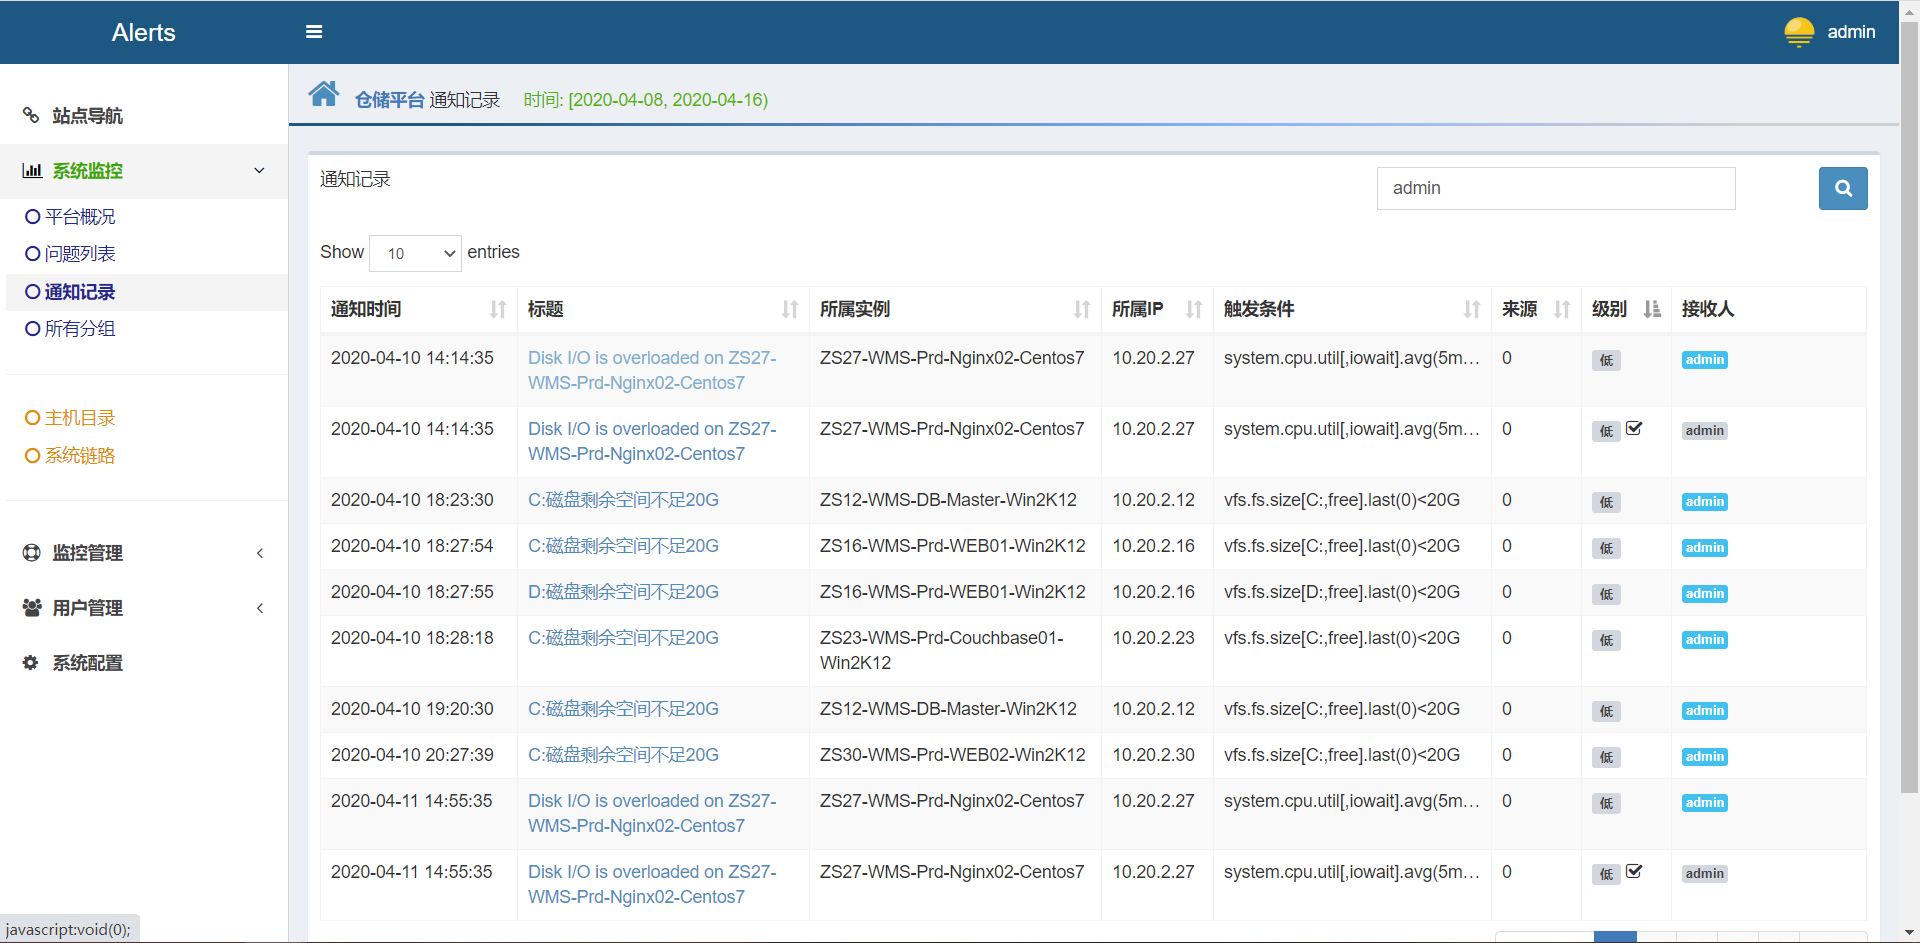 Alerts
admin
站点导航
系统监控
平台概况
问题列表
通知记录
所有分组
主机目录
系统链路
监控管理
用户管理
系统配置
仓储平台 通知记录 时间: [2020-04-08, 2020-04-16)
通知记录
admin
Show 10 entries
通知时间 标题 所属实例 所属IP 触发条件 来源 级别 接收人
2020-04-10 14:14:35 Disk I/O is overloaded on ZS27- ZS27-WMS-Prd-Nginx02-Centos7 10.20.2.27 system.cpu.util[,iowait].avg(5m... 0 低 admin
WMS-Prd-Nginx02-Centos7
2020-04-10 14:14:35 Disk I/O is overloaded on ZS27- ZS27-WMS-Prd-Nginx02-Centos7 10.20.2.27 system.cpu.util[,iowait].avg(5m... 0 低 admin
WMS-Prd-Nginx02-Centos7
2020-04-10 18:23:30 C:磁盘剩余空间不足20G ZS12-WMS-DB-Master-Win2K12 10.20.2.12 vfs.fs.size[C:,free].last(0)<20G 0 低 admin
2020-04-10 18:27:54 C:磁盘剩余空间不足20G ZS16-WMS-Prd-WEB01-Win2K12 10.20.2.16 vfs.fs.size[C:,free].last(0)<20G 0 低 admin
2020-04-10 18:27:55 D:磁盘剩余空间不足20G ZS16-WMS-Prd-WEB01-Win2K12 10.20.2.16 vfs.fs.size[D:,free].last(0)<20G 0 低 admin
2020-04-10 18:28:18 C:磁盘剩余空间不足20G ZS23-WMS-Prd-Couchbase01- 10.20.2.23 vfs.fs.size[C:,free].last(0)<20G 0 低 admin
Win2K12
2020-04-10 19:20:30 C:磁盘剩余空间不足20G ZS12-WMS-DB-Master-Win2K12 10.20.2.12 vfs.fs.size[C:,free].last(0)<20G 0 低 admin
2020-04-10 20:27:39 C:磁盘剩余空间不足20G ZS30-WMS-Prd-WEB02-Win2K12 10.20.2.30 vfs.fs.size[C:,free].last(0)<20G 0 低 admin
2020-04-11 14:55:35 Disk I/O is overloaded on ZS27- ZS27-WMS-Prd-Nginx02-Centos7 10.20.2.27 system.cpu.util[,iowait].avg(5m... 0 低 admin
WMS-Prd-Nginx02-Centos7
2020-04-11 14:55:35 Disk I/O is overloaded on ZS27- ZS27-WMS-Prd-Nginx02-Centos7 10.20.2.27 system.cpu.util[,iowait].avg(5m... 0 低 admin
WMS-Prd-Nginx02-Centos7
javascript:void(0);